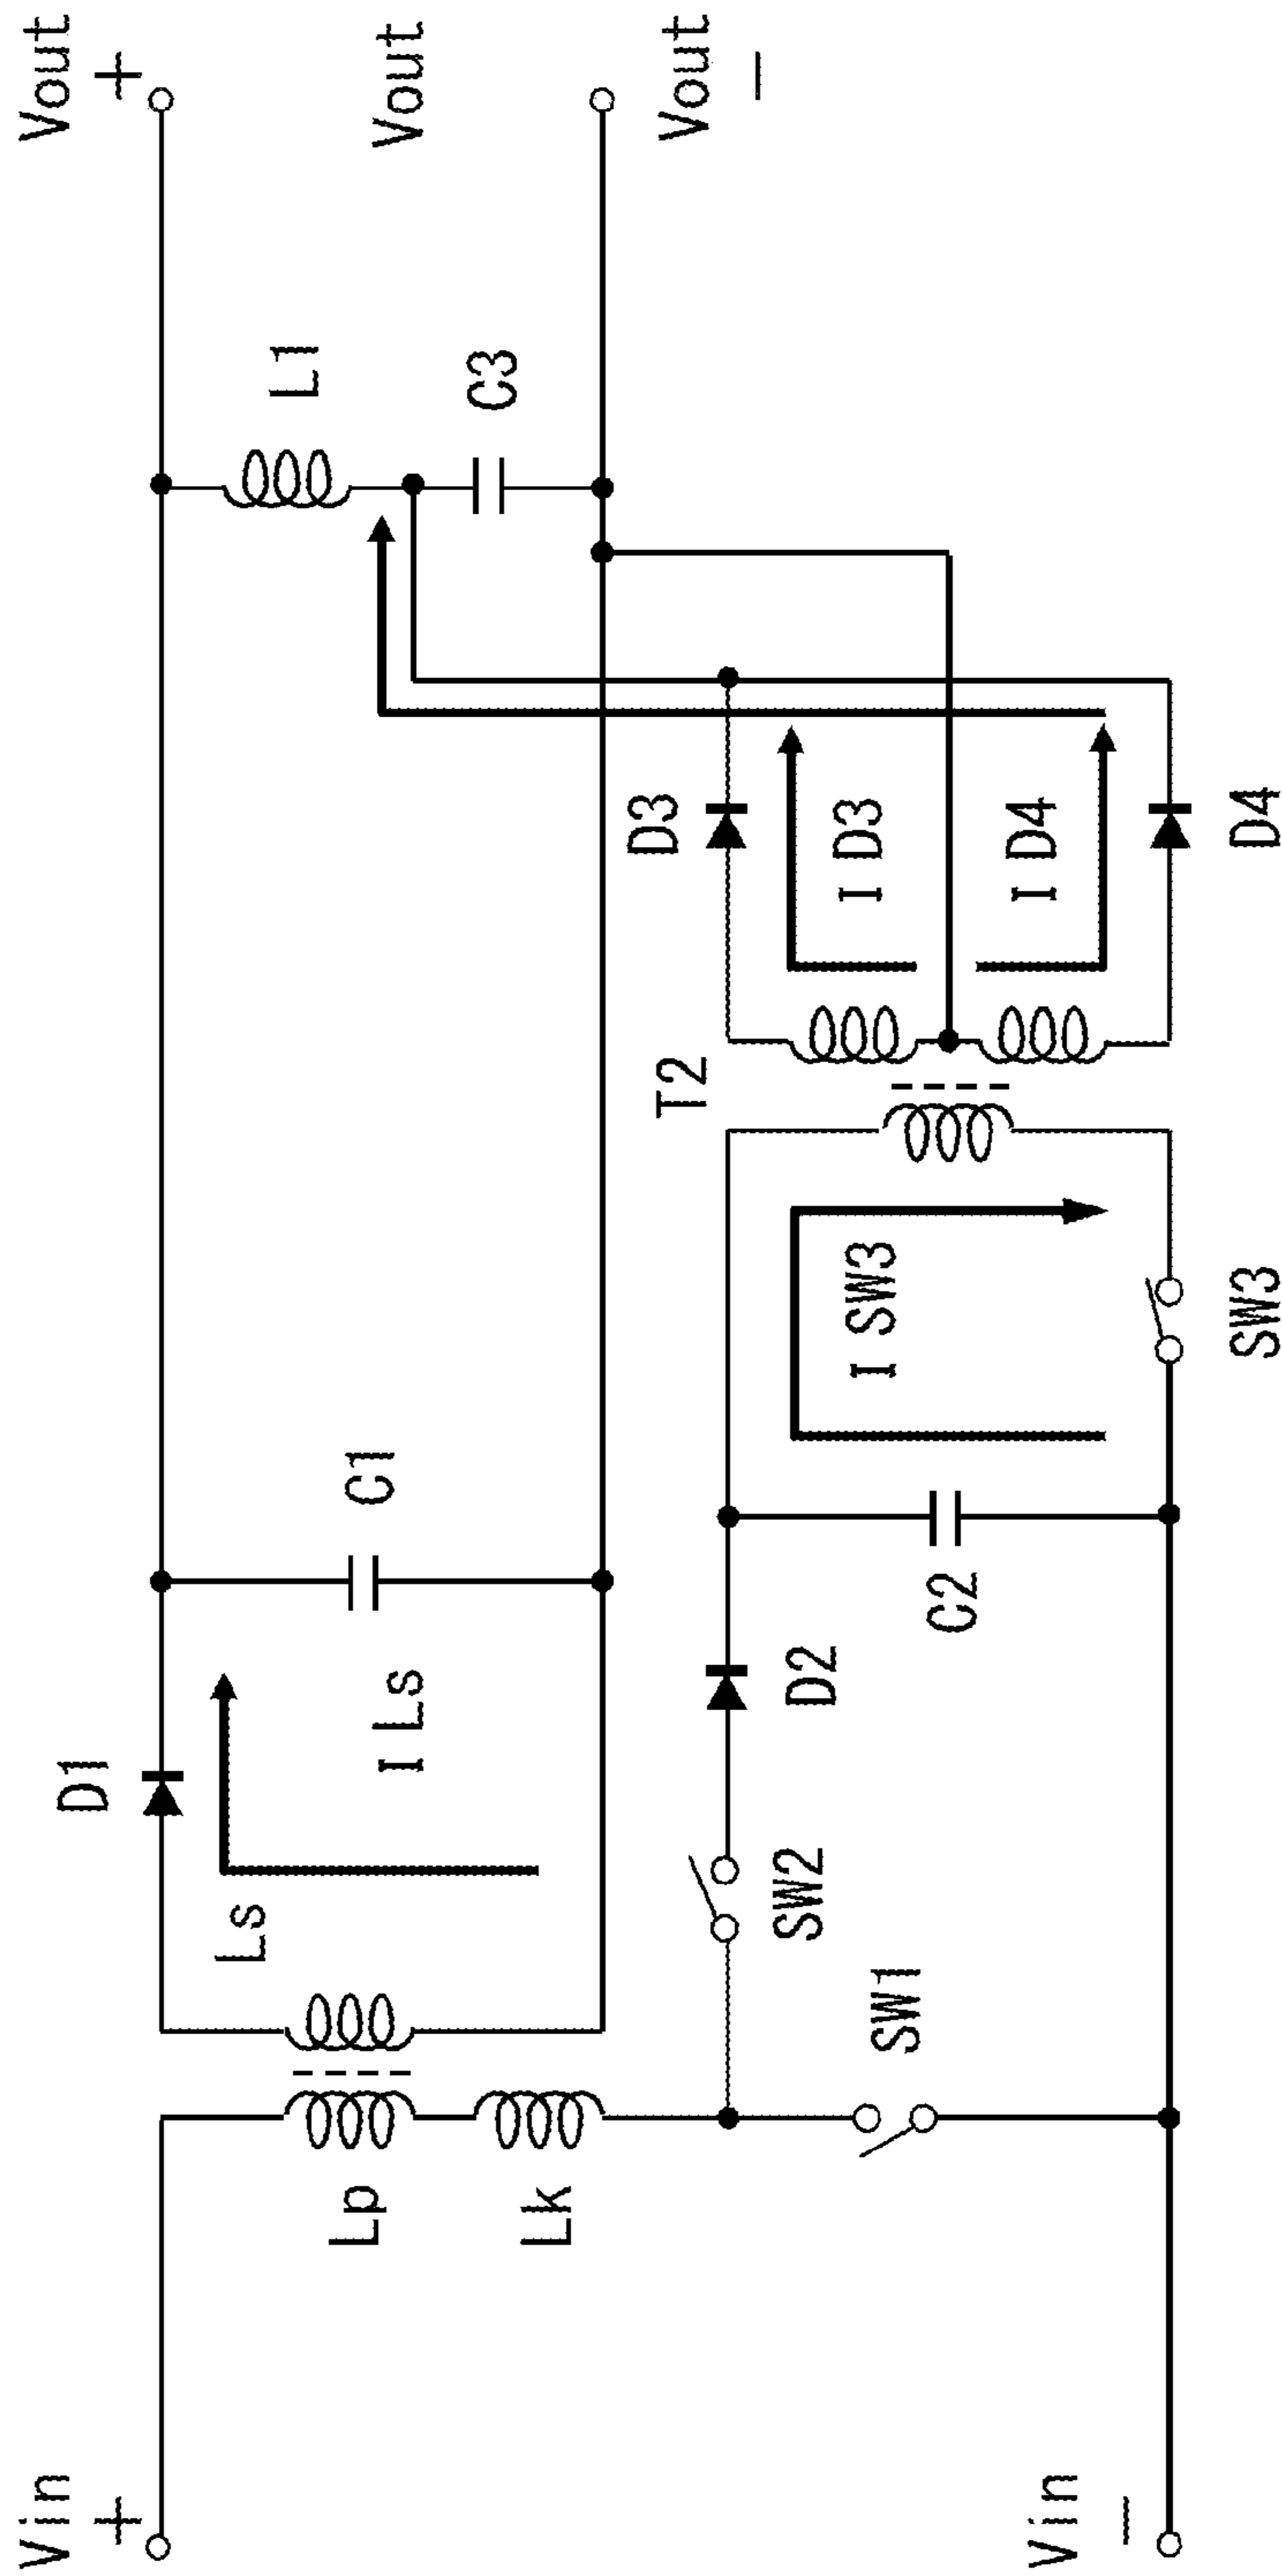 Vin
+
Vin
−
Lp
Lk
Ls
D1
I Ls
C1
SW1
SW2
D2
C2
I SW3
SW3
T2
D3
I D3
I D4
D4
L1
C3
Vout
+
Vout
Vout
−